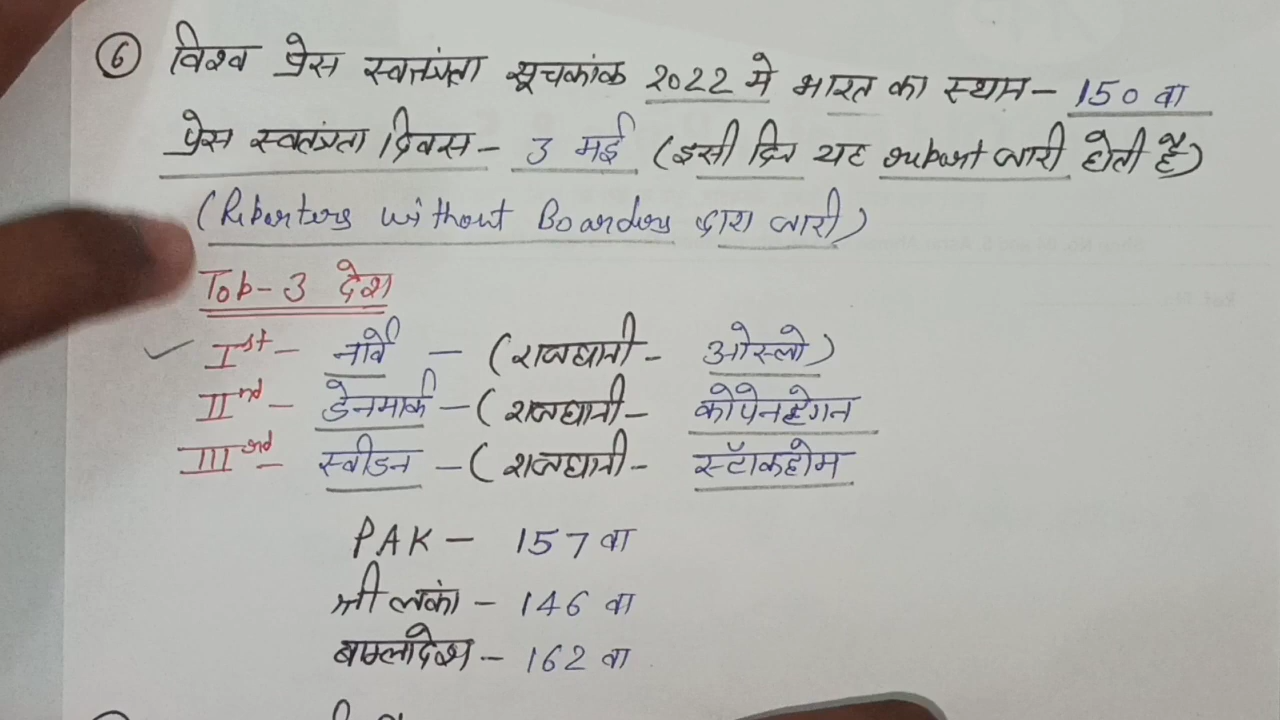 ⑥ विश्व प्रेस स्वतंत्रता सूचकांक 2022 मे भारत का स्थान - 150 वा
प्रेस स्वतंत्रता दिवस - 3 मई (इसी दिन यह report जारी होती है)
(Reporters without Boarders द्वारा जारी)
Top-3 देश
Ist - नार्वे - (राजधानी - ओस्लो)
IInd - डेनमार्क - (राजधानी - कोपेनहेगन
IIIrd - स्वीडन - (राजधानी - स्टॉकहोम
PAK - 157 वा
श्री लंका - 146 वा
बाग्लादेश - 162 वा